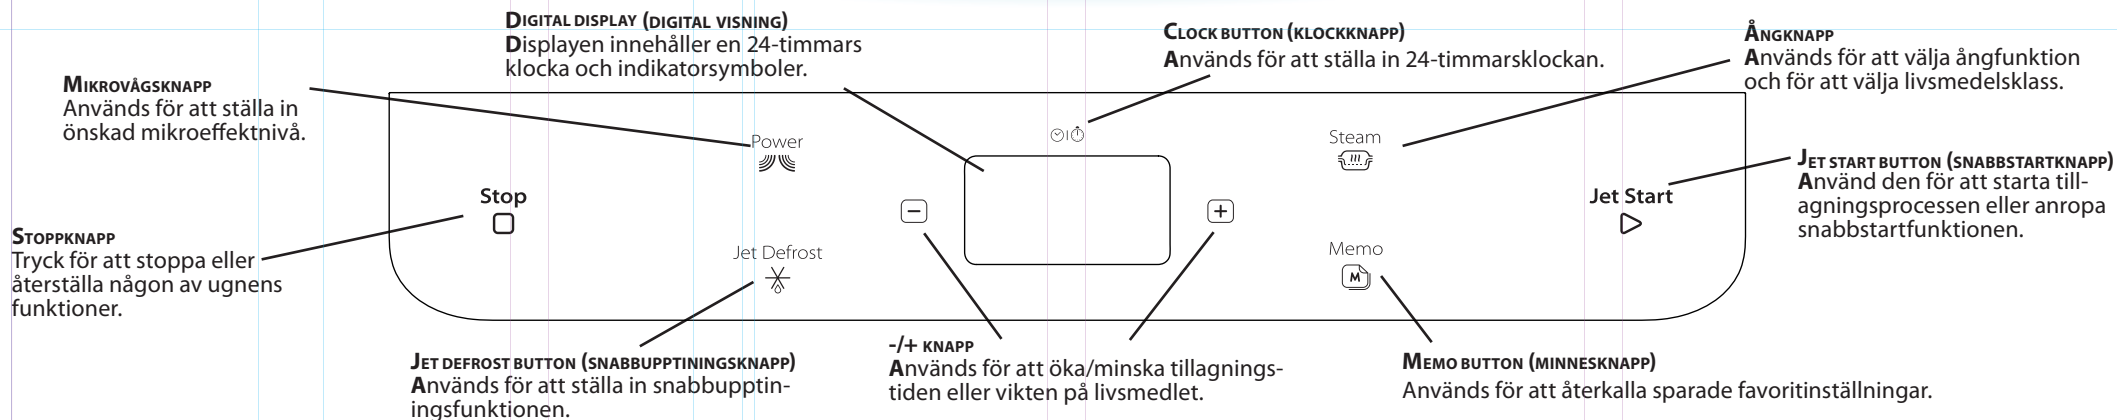 DIGITAL DISPLAY (DIGITAL VISNING)
Displayen innehåller en 24-timmars
klocka och indikatorsymboler.
CLOCK BUTTON (KLOCKKNAPP)
Används för att ställa in 24-timmarsklockan.
ÅNGKNAPP
Används för att välja ångfunktion
och för att välja livsmedelsklass.
MIKROVÅGSKNAPP
Används för att ställa in
önskad mikroeffektnivå.
Power
Steam
JET START BUTTON (SNABBSTARTKNAPP)
Använd den för att starta till-
agningsprocessen eller anropa
snabbstartfunktionen.
Stop
Jet Start
STOPPKNAPP
Tryck för att stoppa eller
återställa någon av ugnens
funktioner.
Jet Defrost
Memo
M
JET DEFROST BUTTON (SNABBUPPTININGSKNAPP)
Används för att ställa in snabbupptin-
ingsfunktionen.
-/+ KNAPP
Används för att öka/minska tillagnings-
tiden eller vikten på livsmedlet.
MEMO BUTTON (MINNESKNAPP)
Används för att återkalla sparade favoritinställningar.